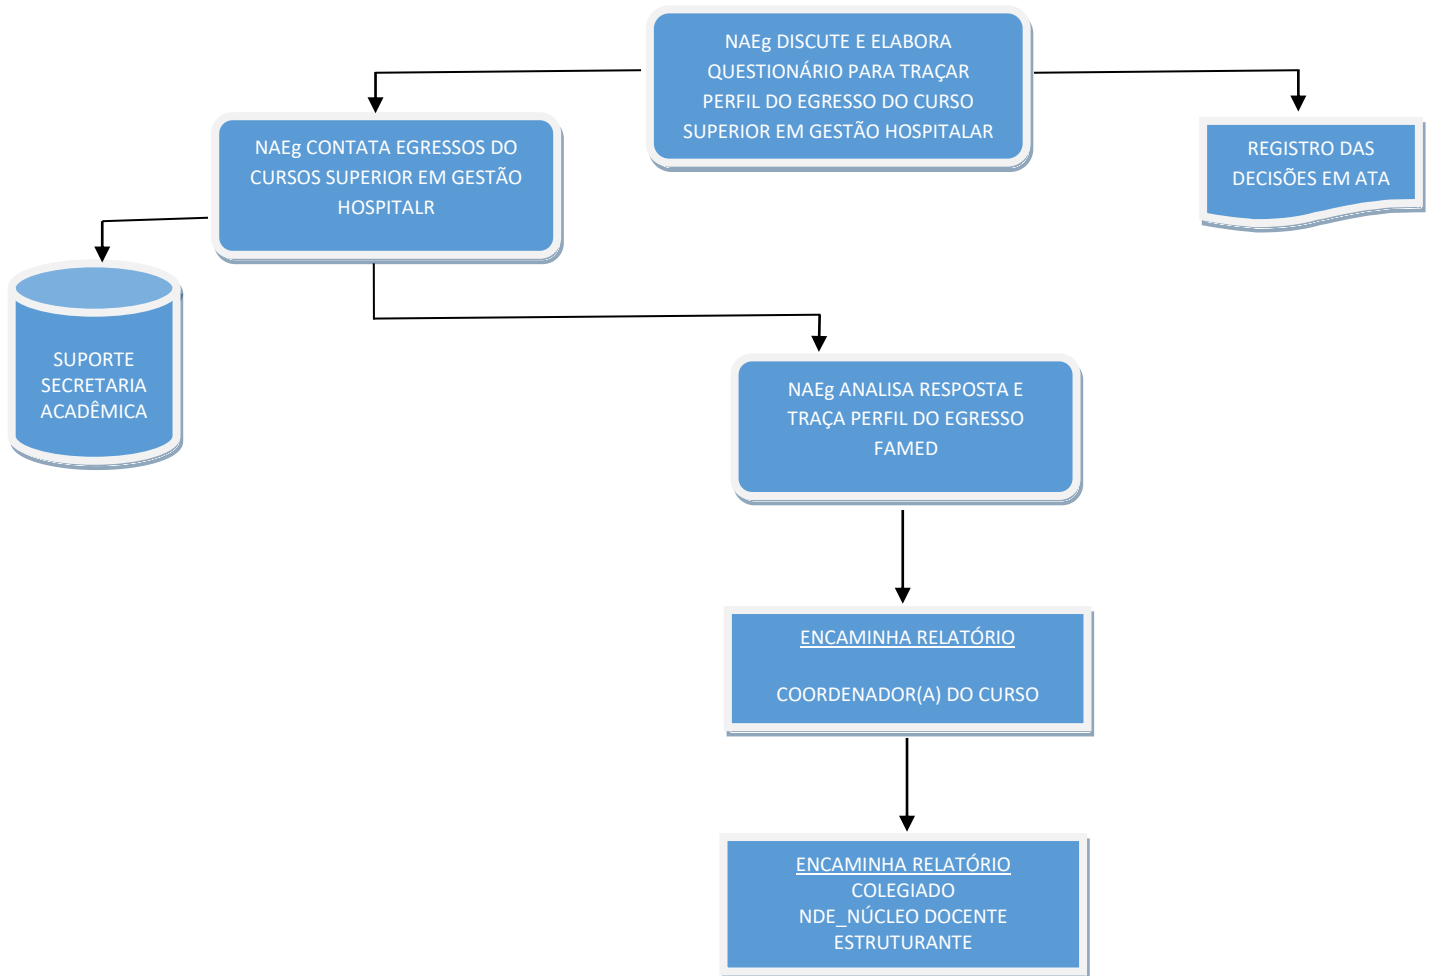 NAEg DISCUTE E ELABORA
QUESTIONÁRIO PARA TRAÇAR
PERFIL DO EGRESSO DO CURSO
SUPERIOR EM GESTÃO HOSPITALAR
NAEg CONTATA EGRESSOS DO
CURSOS SUPERIOR EM GESTÃO
HOSPITALR
REGISTRO DAS
DECISÕES EM ATA
SUPORTE
SECRETARIA
ACADÊMICA
NAEg ANALISA RESPOSTA E
TRAÇA PERFIL DO EGRESSO
FAMED
ENCAMINHA RELATÓRIO
COORDENADOR(A) DO CURSO
ENCAMINHA RELATÓRIO
COLEGIADO
NDE_NÚCLEO DOCENTE
ESTRUTURANTE